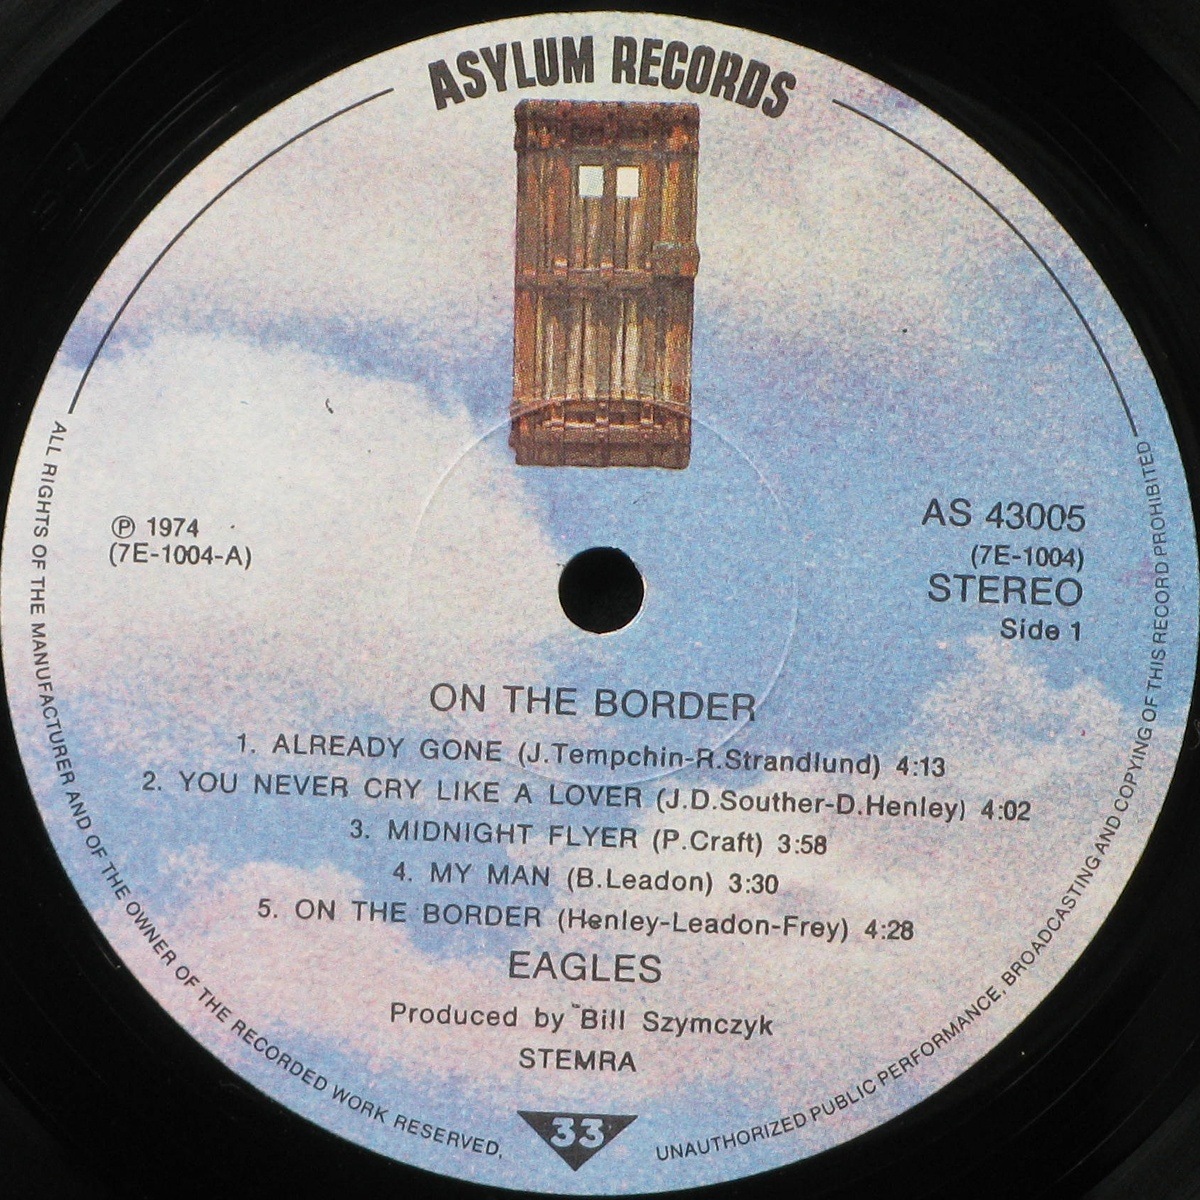 ASYLUM RECORDS
℗ 1974
(7E-1004-A)
AS 43005
(7E-1004)
STEREO
Side 1
ON THE BORDER
1. ALREADY GONE (J.Tempchin-R.Strandlund) 4:13
2. YOU NEVER CRY LIKE A LOVER (J.D.Souther-D.Henley) 4:02
3. MIDNIGHT FLYER (P.Craft) 3:58
4. MY MAN (B.Leadon) 3:30
5. ON THE BORDER (Henley-Leadon-Frey) 4:28
EAGLES
Produced by Bill Szymczyk
STEMRA
33
ALL RIGHTS OF THE MANUFACTURER AND OF THE OWNER OF THE RECORDED WORK RESERVED,
UNAUTHORIZED PUBLIC PERFORMANCE, BROADCASTING AND COPYING OF THIS RECORD PROHIBITED